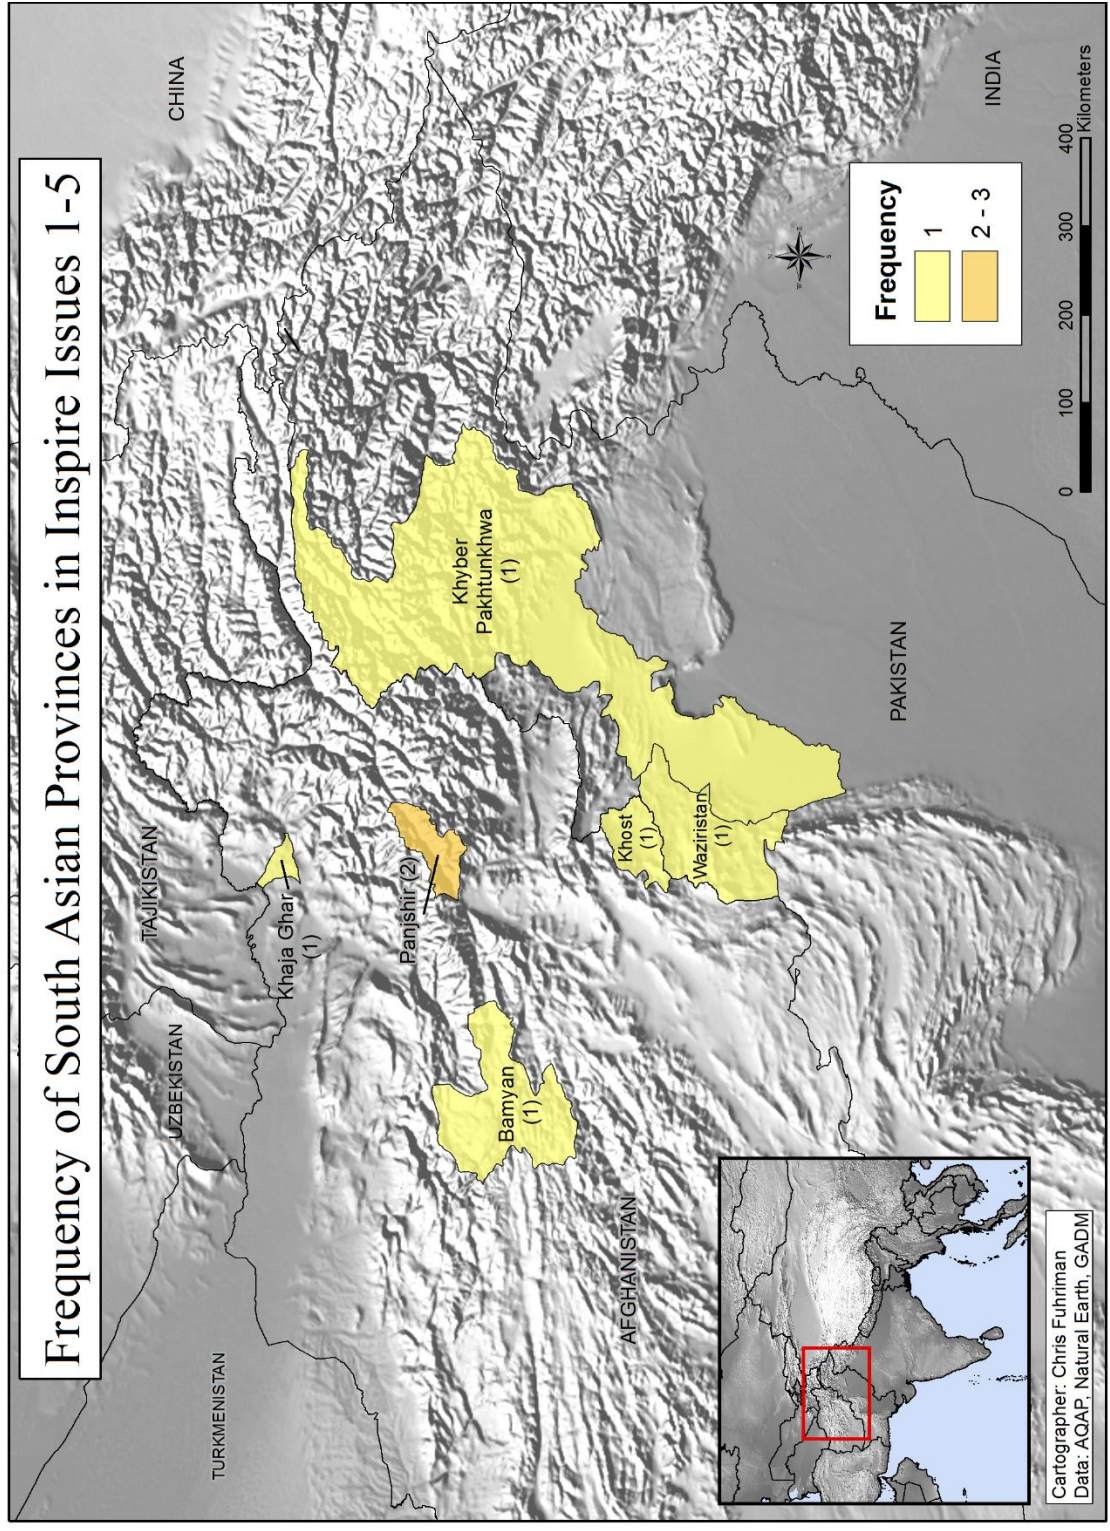 Frequency of South Asian Provinces in Inspire Issues 1-5
CHINA
TAJIKISTAN
UZBEKISTAN
TURKMENISTAN
Khaja Ghar
(1)
Panjshir (2)
Khyber
Pakhtunkhwa
(1)
Bamyan
(1)
Khost
(1)
Waziristan
(1)
AFGHANISTAN
PAKISTAN
INDIA
Frequency
1
2 - 3
0
100
200
300
400
Kilometers
Cartographer: Chris Fuhriman
Data: AQAP, Natural Earth, GADM